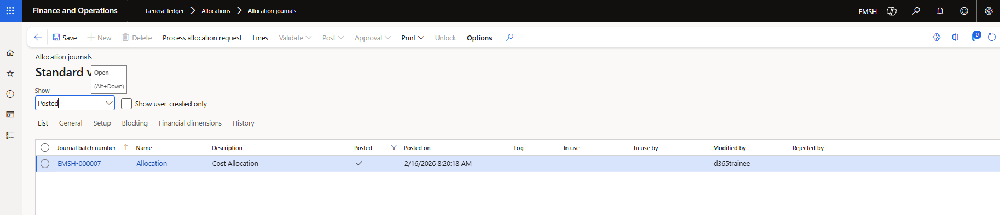 Finance and Operations General ledger Allocations Allocation journals EMSH
Save New Delete Process allocation request Lines Validate Post Approval Print Unlock Options 0
Allocation journals
Standard v
Open
(Alt+Down)
Show
Posted Show user-created only
List General Setup Blocking Financial dimensions History
Journal batch number Name Description Posted Posted on Log In use In use by Modified by Rejected by
EMSH-000007 Allocation Cost Allocation 2/16/2026 8:20:18 AM d365trainee